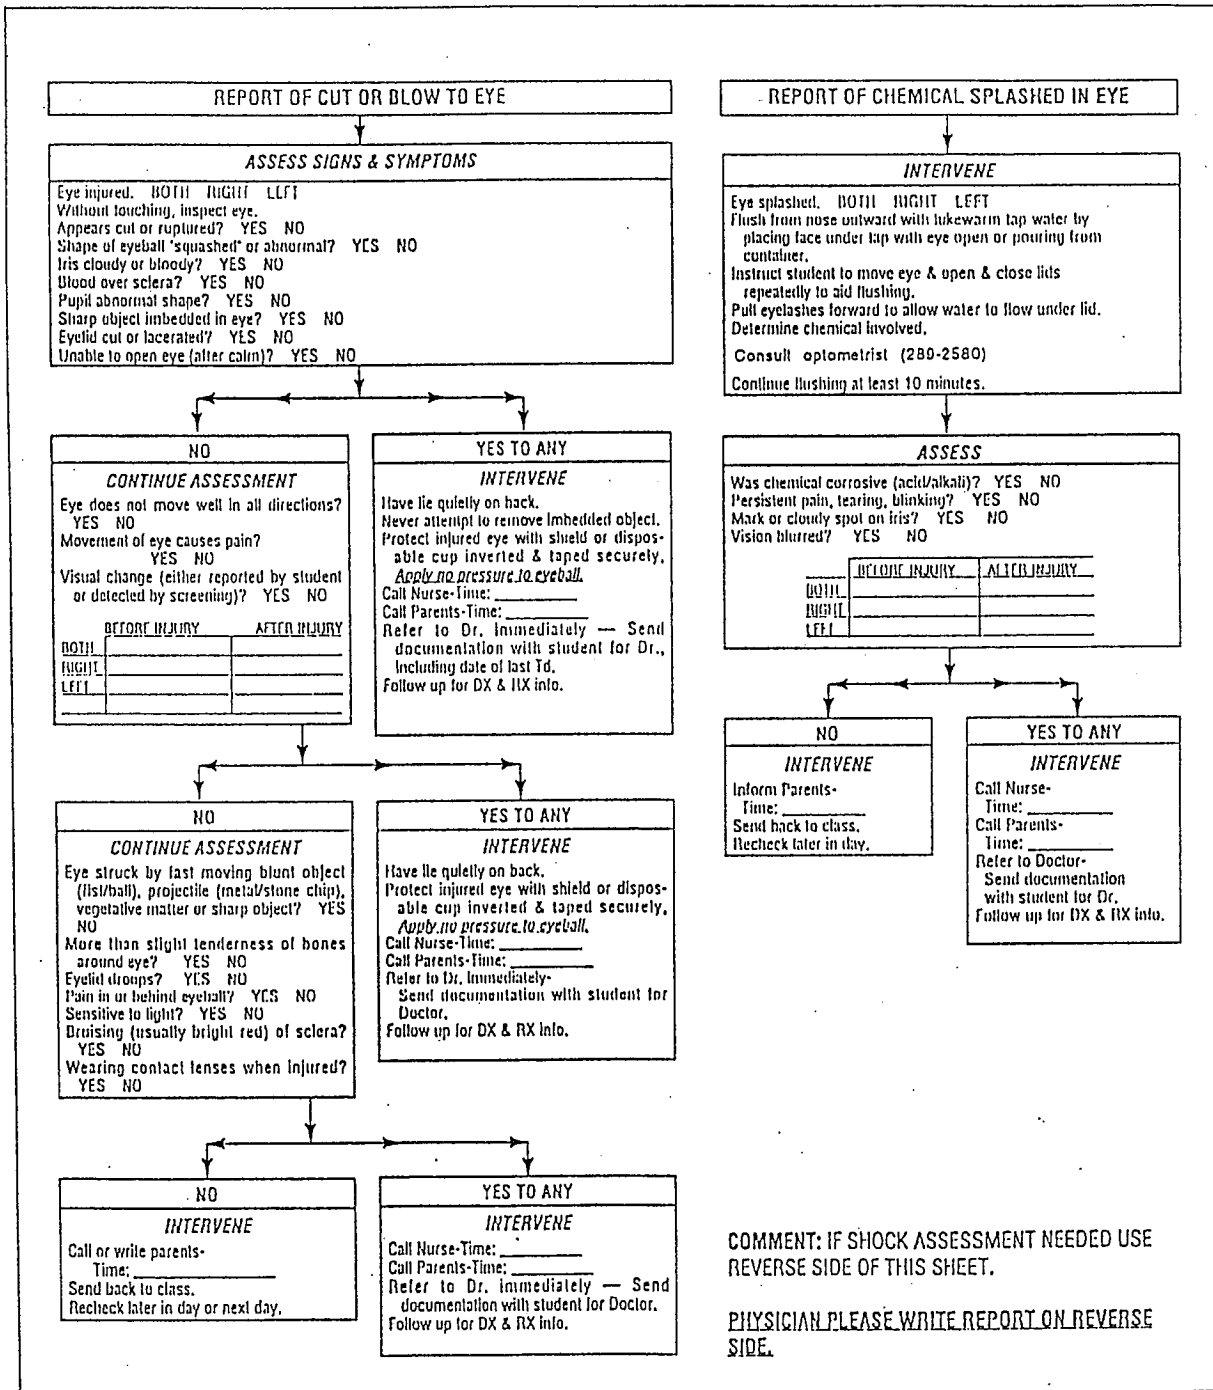 REPORT OF CUT OR BLOW TO EYE
ASSESS SIGNS & SYMPTOMS
Eye injured. BOTH RIGHT LEFT
Without touching, inspect eye.
Appears cut or ruptured? YES NO
Shape of eyeball "squashed" or abnormal? YES NO
Iris cloudy or bloody? YES NO
Blood over sclera? YES NO
Pupil abnormal shape? YES NO
Sharp object imbedded in eye? YES NO
Eyelid cut or lacerated? YES NO
Unable to open eye (after calm)? YES NO
NO
CONTINUE ASSESSMENT
Eye does not move well in all directions?
YES NO
Movement of eye causes pain?
YES NO
Visual change (either reported by student
or detected by screening)? YES NO
BEFORE INJURY AFTER INJURY
BOTH
RIGHT
LEFT
YES TO ANY
INTERVENE
Have lie quietly on back.
Never attempt to remove imbedded object.
Protect injured eye with shield or dispos-
able cup inverted & taped securely.
Apply no pressure to eyeball.
Call Nurse-Time:
Call Parents-Time:
Refer to Dr. Immediately — Send
documentation with student for Dr.,
Including date of last Td.
Follow up for DX & RX info.
NO
CONTINUE ASSESSMENT
Eye struck by fast moving blunt object
(fist/ball), projectile (metal/stone chip),
vegetative matter or sharp object? YES
NO
More than slight tenderness of bones
around eye? YES NO
Eyelid droops? YES NO
Pain in or behind eyeball? YES NO
Sensitive to light? YES NO
Bruising (usually bright red) of sclera?
YES NO
Wearing contact lenses when injured?
YES NO
YES TO ANY
INTERVENE
Have lie quietly on back.
Protect injured eye with shield or dispos-
able cup inverted & taped securely.
Apply no pressure to eyeball.
Call Nurse-Time:
Call Parents-Time:
Refer to Dr. Immediately-
Send documentation with student for
Doctor.
Follow up for DX & RX info.
NO
INTERVENE
Call or write parents-
Time:
Send back to class.
Recheck later in day or next day.
YES TO ANY
INTERVENE
Call Nurse-Time:
Call Parents-Time:
Refer to Dr. immediately — Send
documentation with student for Doctor.
Follow up for DX & RX info.
REPORT OF CHEMICAL SPLASHED IN EYE
INTERVENE
Eye splashed. BOTH RIGHT LEFT
Flush from nose outward with lukewarm tap water by
placing face under tap with eye open or pouring from
container.
Instruct student to move eye & open & close lids
repeatedly to aid flushing.
Pull eyelashes forward to allow water to flow under lid.
Determine chemical involved.
Consult optometrist (289-2580)
Continue flushing at least 10 minutes.
ASSESS
Was chemical corrosive (acid/alkali)? YES NO
Persistent pain, tearing, blinking? YES NO
Mark or cloudy spot on iris? YES NO
Vision blurred? YES NO
BEFORE INJURY AFTER INJURY
BOTH
RIGHT
LEFT
NO
INTERVENE
Inform Parents-
Time:
Send back to class.
Recheck later in day.
YES TO ANY
INTERVENE
Call Nurse-
Time:
Call Parents-
Time:
Refer to Doctor-
Send documentation
with student for Dr.
Follow up for DX & RX info.
COMMENT: IF SHOCK ASSESSMENT NEEDED USE
REVERSE SIDE OF THIS SHEET.
PHYSICIAN PLEASE WRITE REPORT ON REVERSE
SIDE.